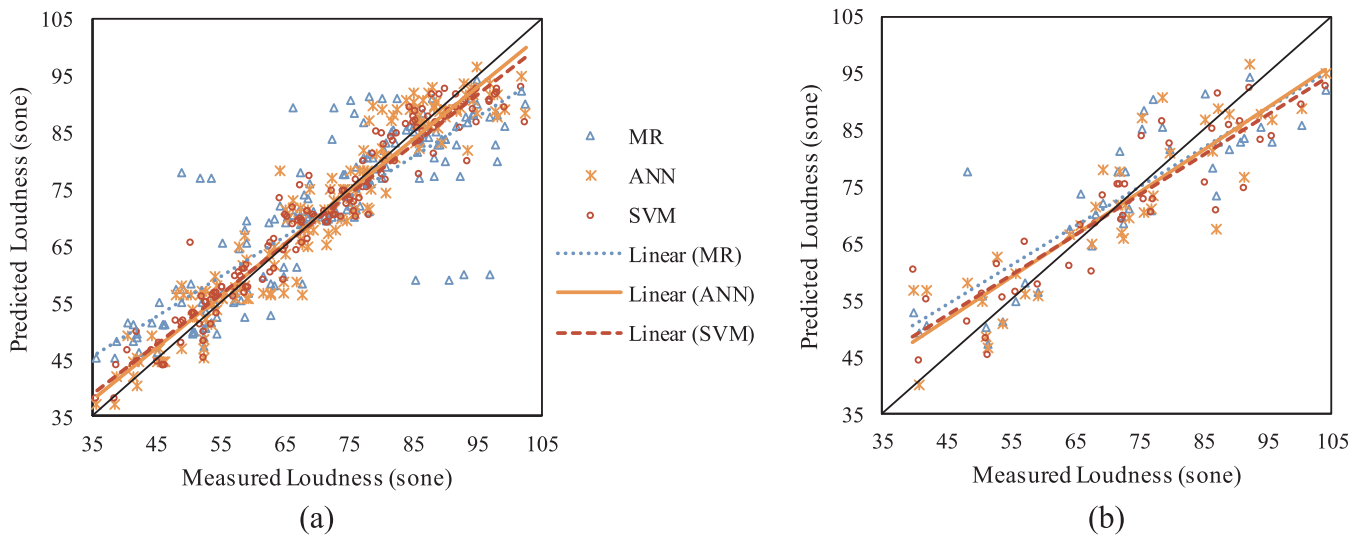 105
95
85
75
65
55
45
35
Predicted Loudness (sone)
35 45 55 65 75 85 95 105
Measured Loudness (sone)
(a)
MR
ANN
SVM
Linear (MR)
Linear (ANN)
Linear (SVM)
105
95
85
75
65
55
45
35
Predicted Loudness (sone)
35 45 55 65 75 85 95 105
Measured Loudness (sone)
(b)